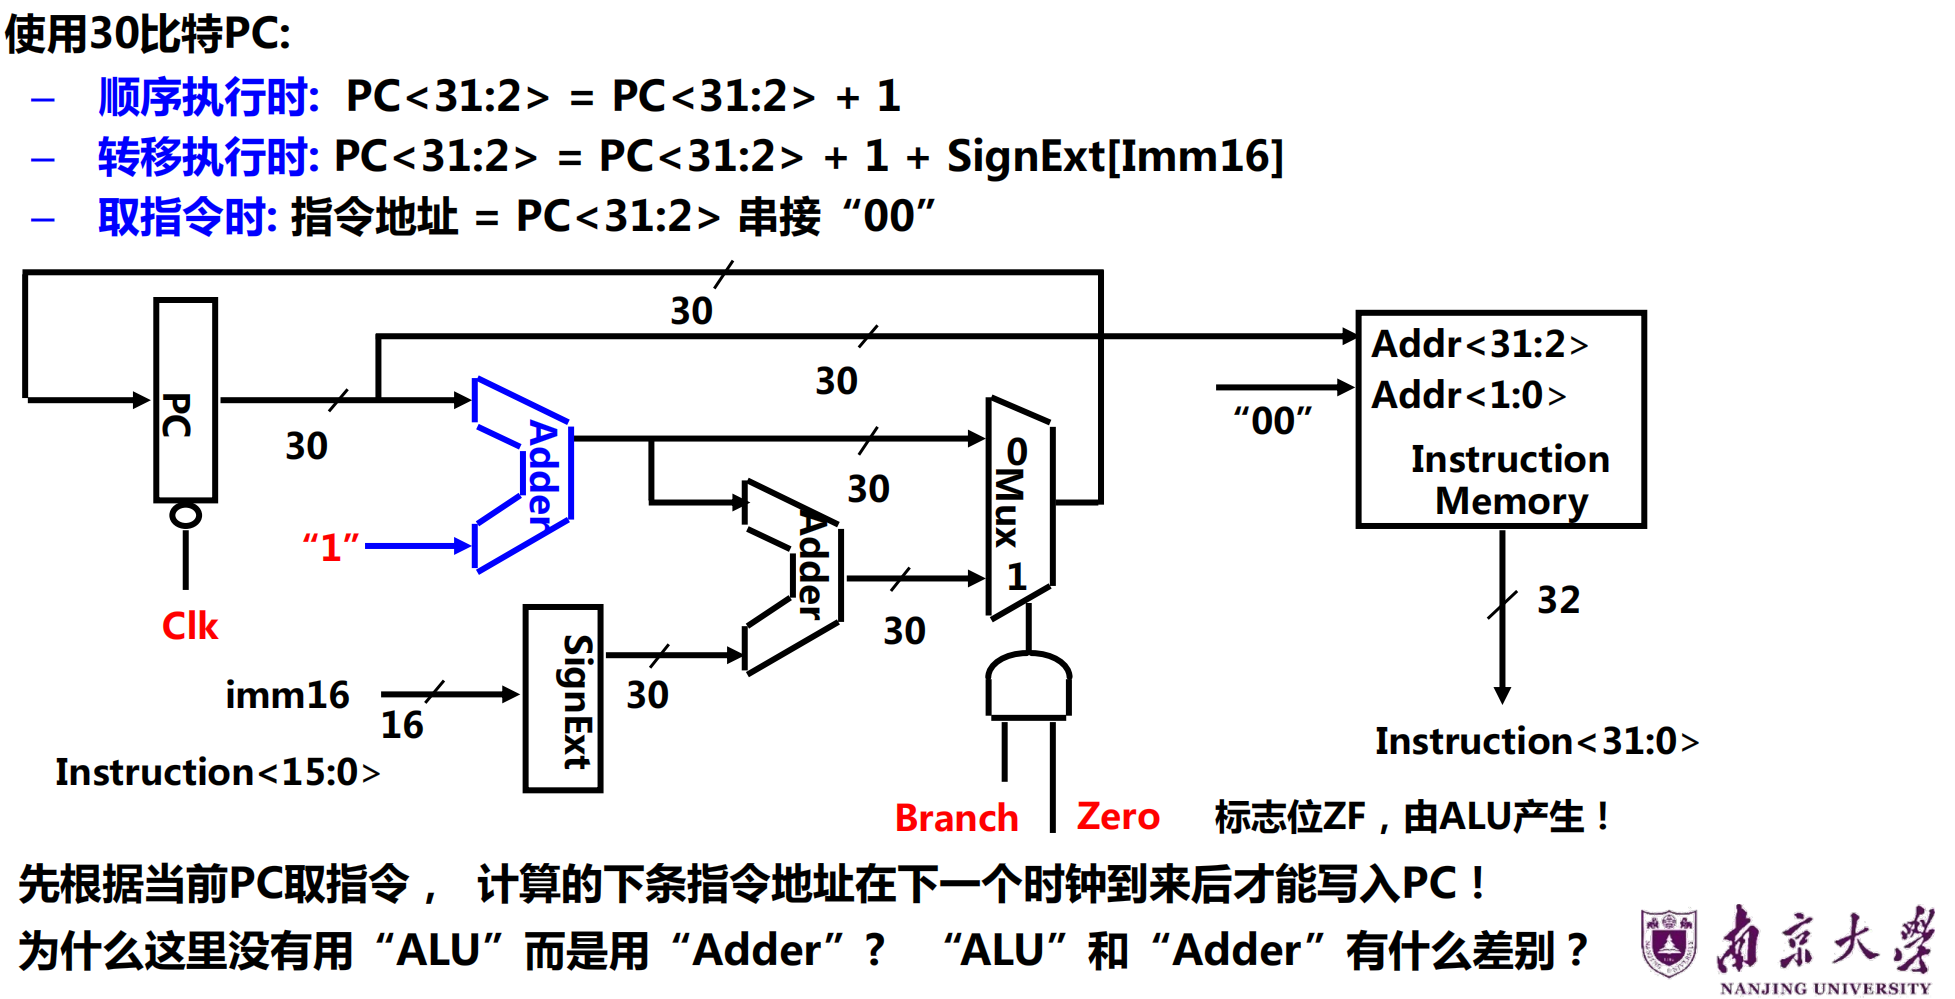 使用30比特PC:
– 顺序执行时: PC<31:2> = PC<31:2> + 1
– 转移执行时: PC<31:2> = PC<31:2> + 1 + SignExt[Imm16]
– 取指令时: 指令地址 = PC<31:2> 串接 “00”
30
30
Addr<31:2>
Addr<1:0>
Instruction
Memory
“00”
PC
30
Adder
“1”
30
0
Mux
1
Adder
30
Clk
SignExt
30
imm16
16
Instruction<15:0>
32
Instruction<31:0>
Branch
Zero
标志位ZF，由ALU产生！
先根据当前PC取指令， 计算的下条指令地址在下一个时钟到来后才能写入PC！
为什么这里没有用“ALU”而是用“Adder”？ “ALU”和“Adder”有什么差别？
南京大学
NANJING UNIVERSITY